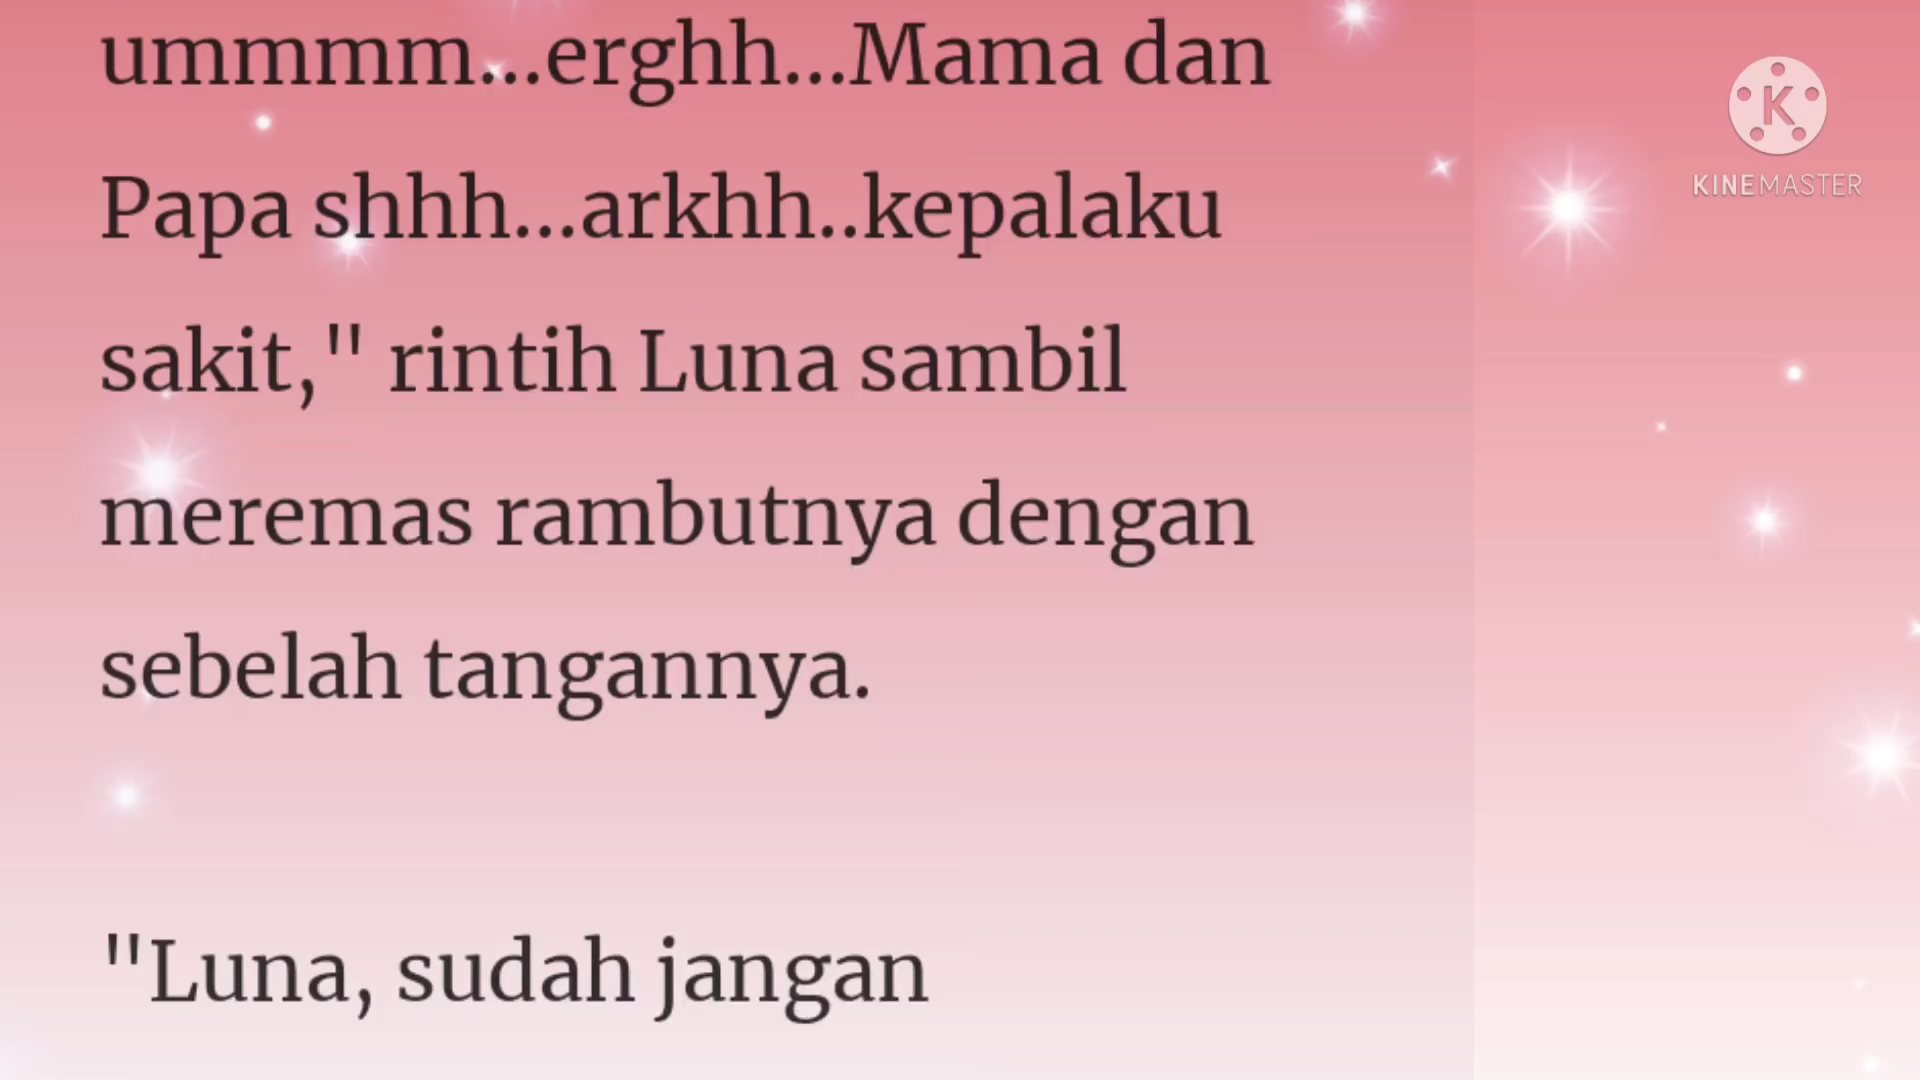 ummmm...erghh...Mama dan
Papa shhh...arkhh..kepalaku
sakit," rintih Luna sambil
meremas rambutnya dengan
sebelah tangannya.
"Luna, sudah jangan
K
KINEMASTER